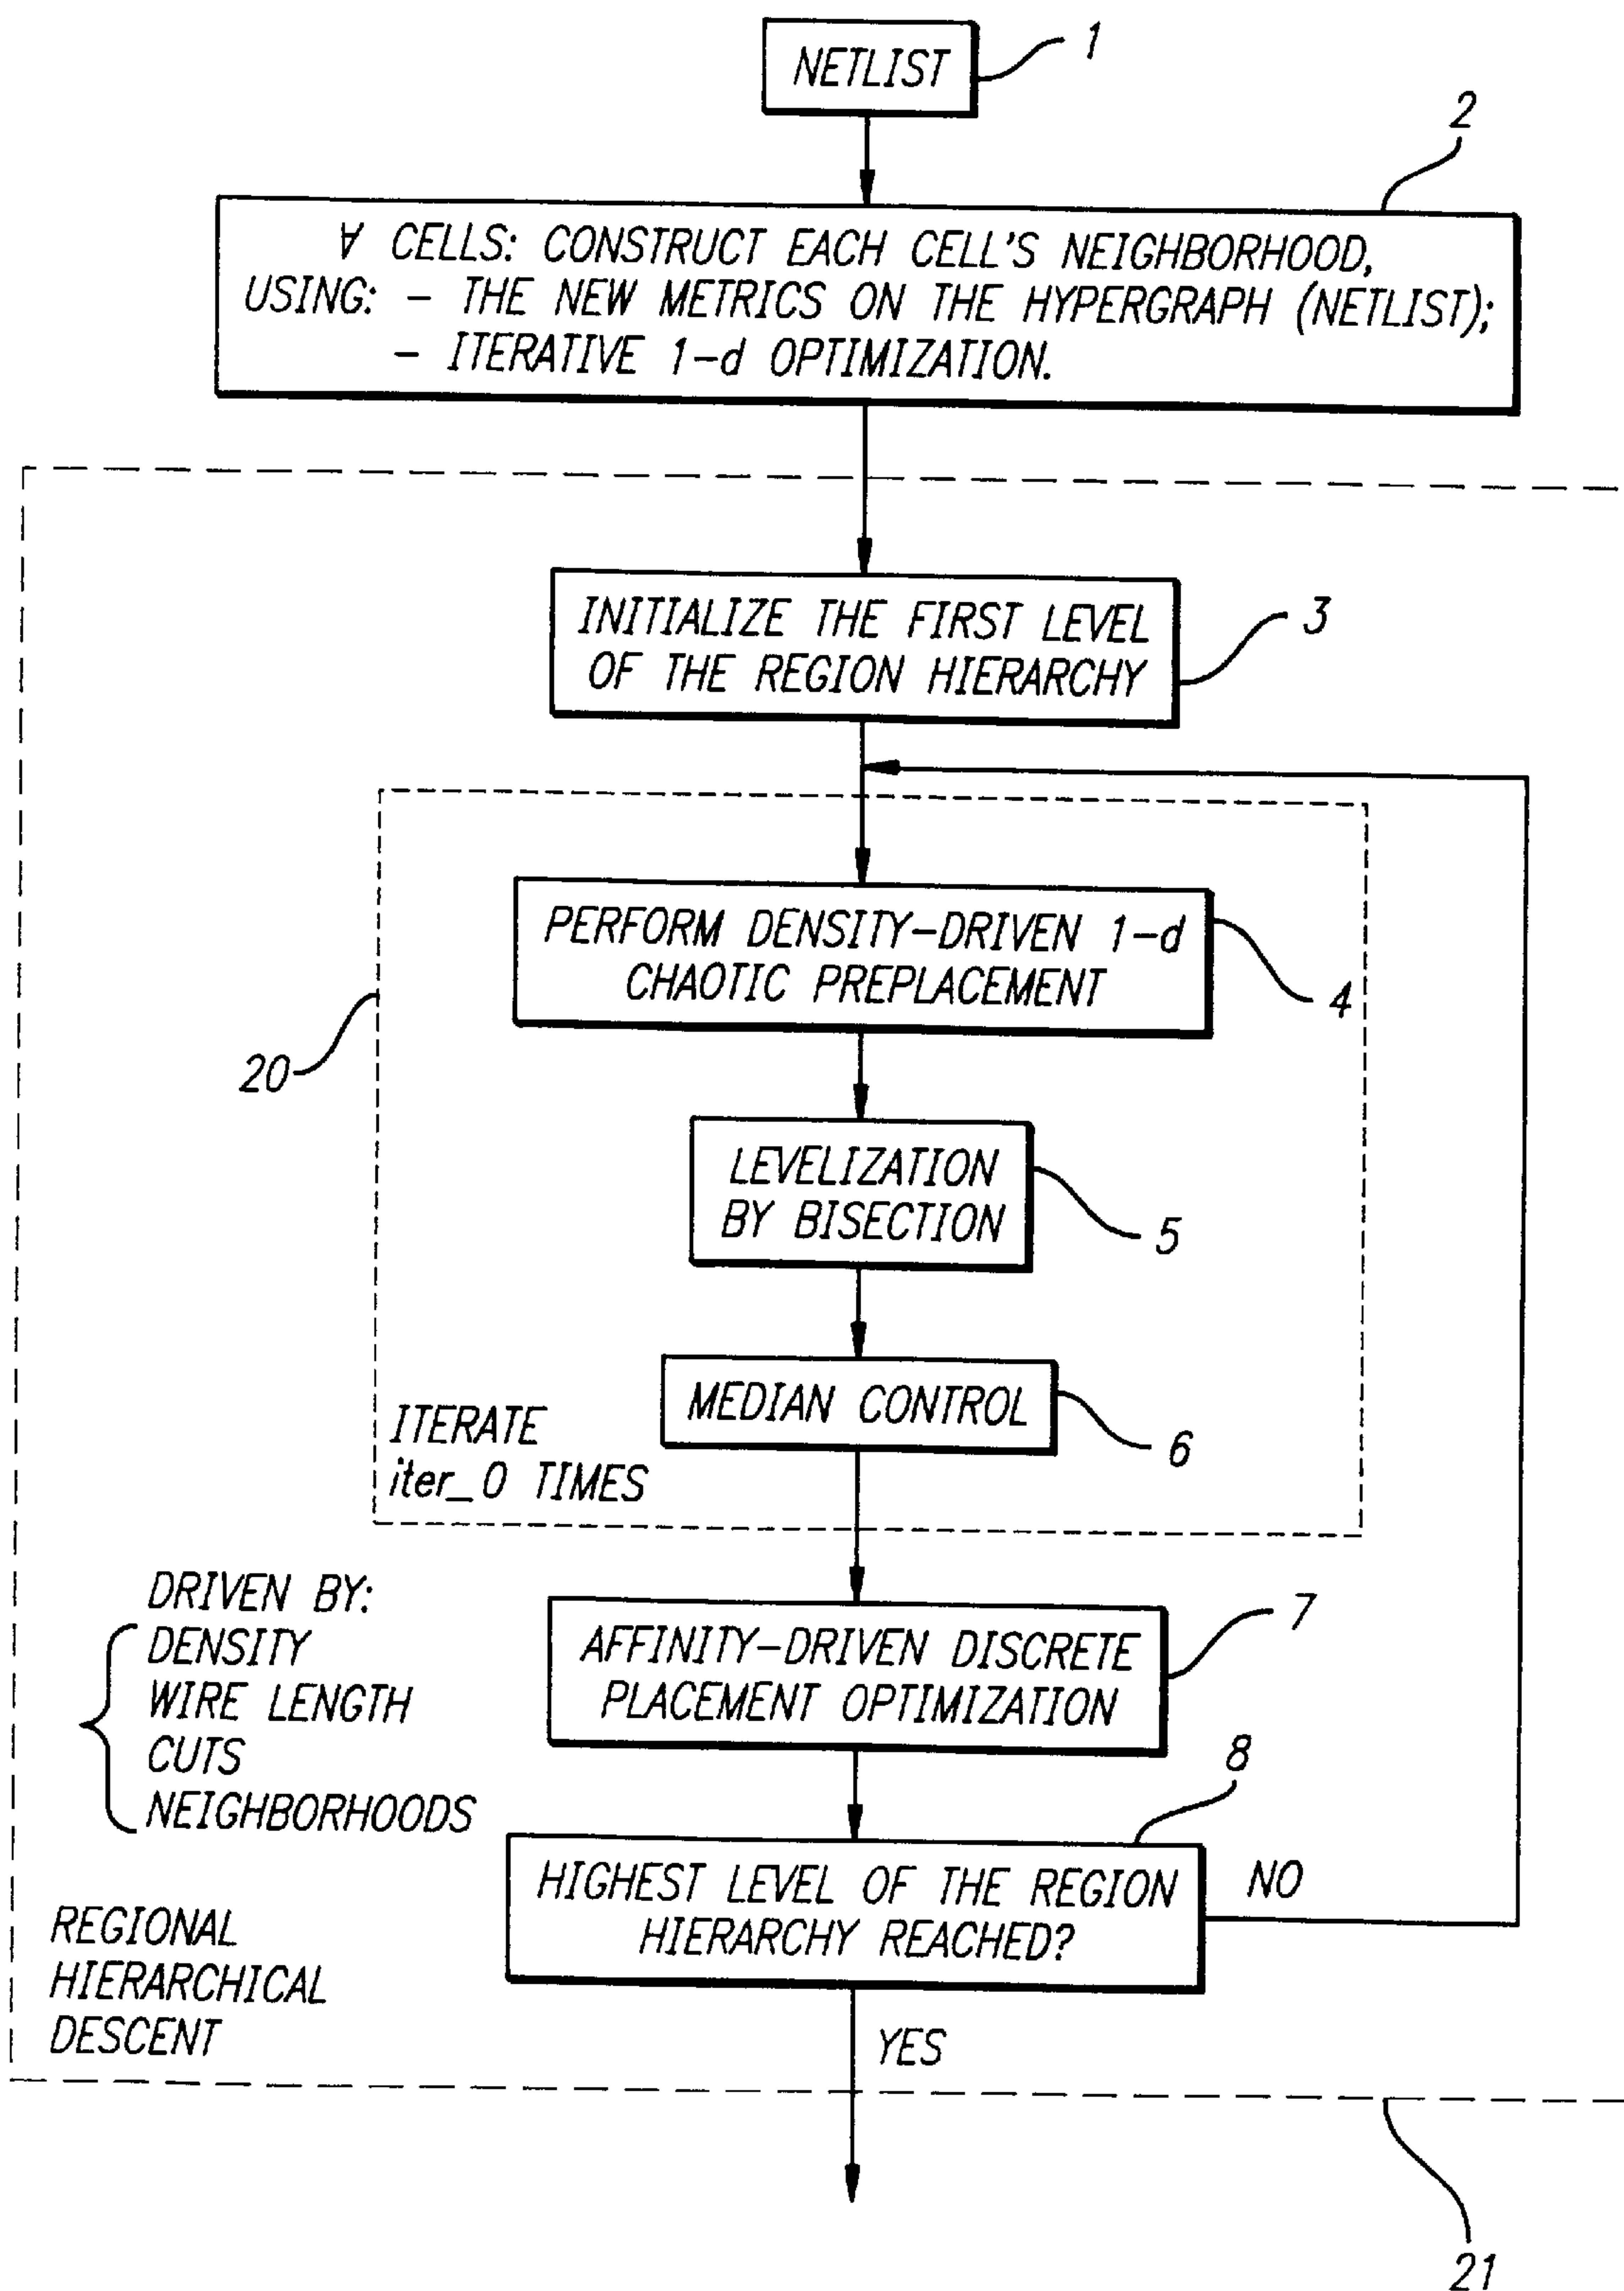 NETLIST
1
2
∀ CELLS: CONSTRUCT EACH CELL'S NEIGHBORHOOD,
USING: - THE NEW METRICS ON THE HYPERGRAPH (NETLIST);
- ITERATIVE 1-d OPTIMIZATION.
INITIALIZE THE FIRST LEVEL
OF THE REGION HIERARCHY
3
PERFORM DENSITY-DRIVEN 1-d
CHAOTIC PREPLACEMENT
4
20
LEVELIZATION
BY BISECTION
5
MEDIAN CONTROL
6
ITERATE
iter_0 TIMES
DRIVEN BY:
DENSITY
WIRE LENGTH
CUTS
NEIGHBORHOODS
AFFINITY-DRIVEN DISCRETE
PLACEMENT OPTIMIZATION
7
8
HIGHEST LEVEL OF THE REGION
HIERARCHY REACHED?
NO
REGIONAL
HIERARCHICAL
DESCENT
YES
21